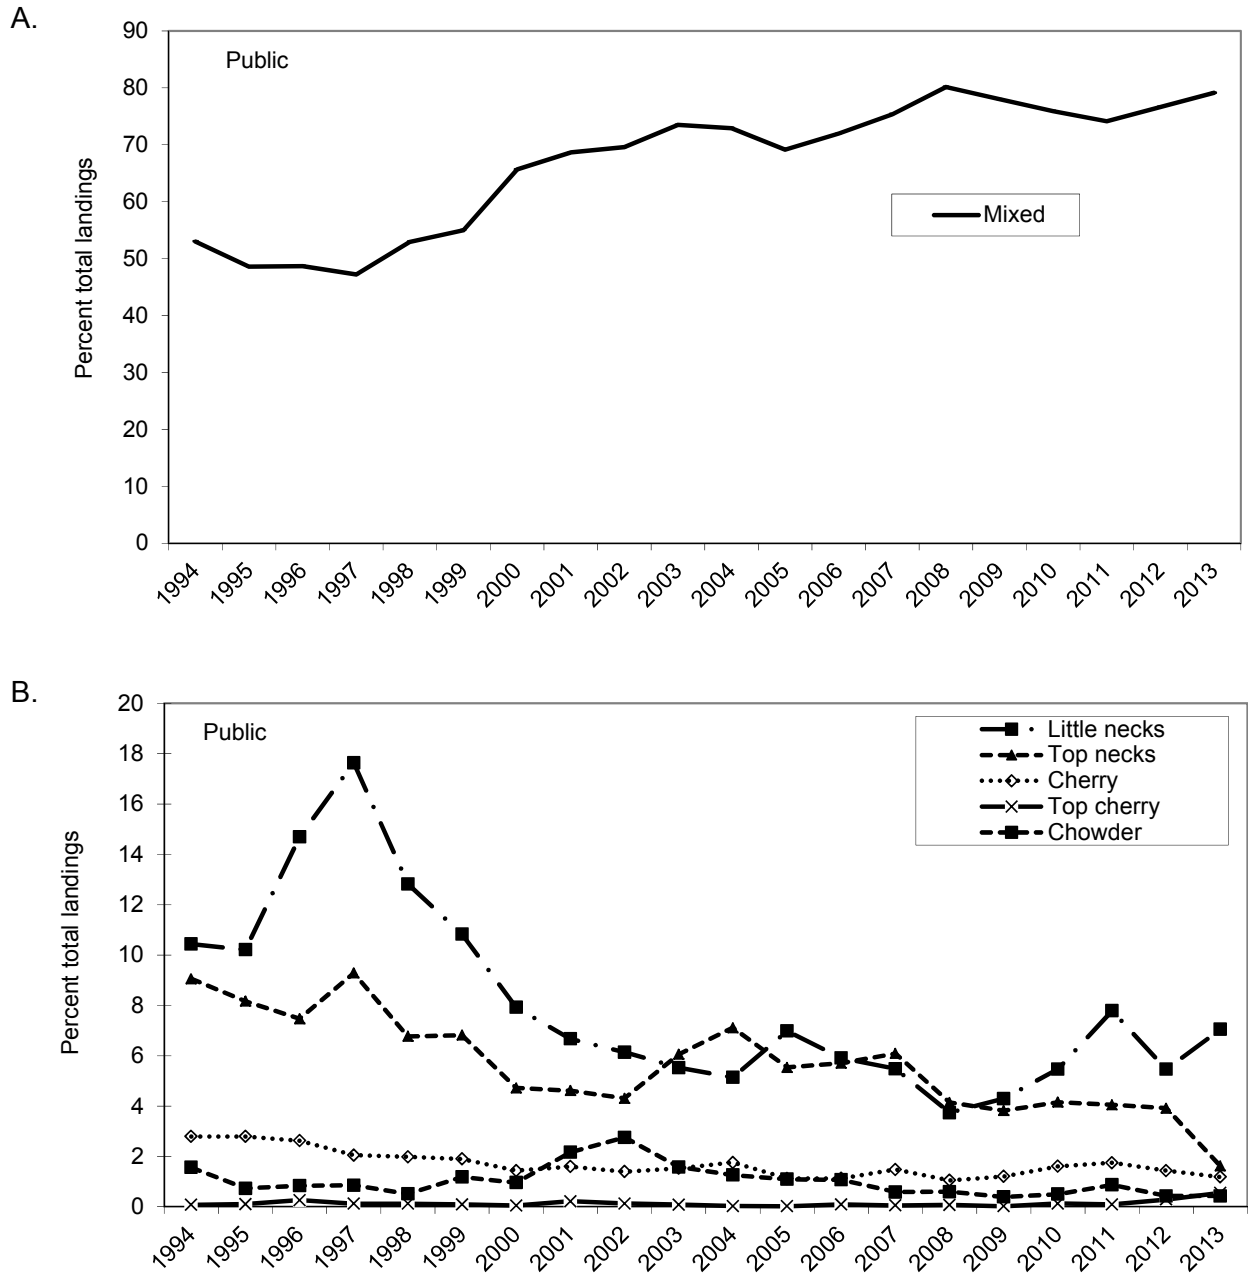 A.
Public
Percent total landings
90
80
70
60
50
40
30
20
10
0
Mixed
1994 1995 1996 1997 1998 1999 2000 2001 2002 2003 2004 2005 2006 2007 2008 2009 2010 2011 2012 2013
B.
Public
Percent total landings
20
18
16
14
12
10
8
6
4
2
0
Little necks
Top necks
Cherry
Top cherry
Chowder
1994 1995 1996 1997 1998 1999 2000 2001 2002 2003 2004 2005 2006 2007 2008 2009 2010 2011 2012 2013